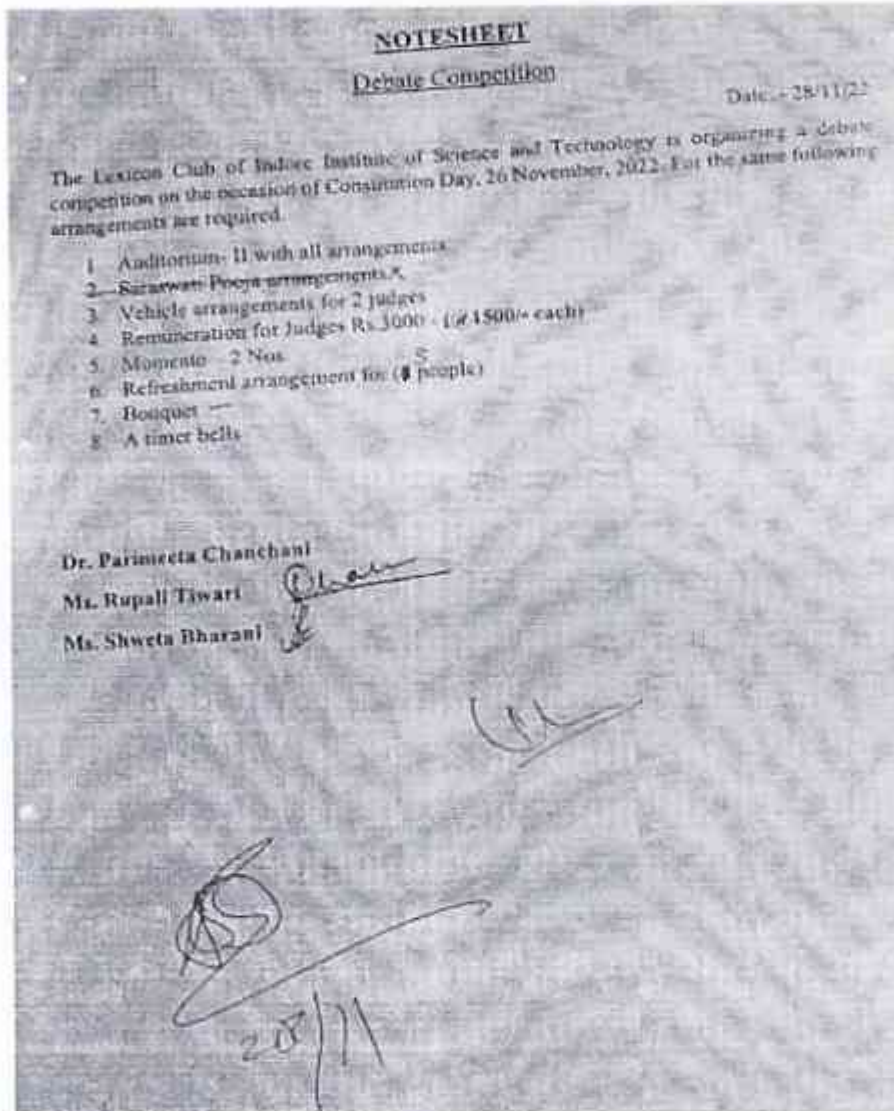 NOTESHEET
Debate Competition
Date:- 28/11/22
The Lexicon Club of Indore Institute of Science and Technology is organizing a debate
competition on the occasion of Constitution Day, 26 November, 2022. For the same following
arrangements are required.
1 Auditorium- II with all arrangements
2. Saraswati Pooja arrangements
3. Vehicle arrangements for 2 judges
4 Remuneration for Judges Rs.3000 - (@ 1500/- each)
5. Momento - 2 Nos
6. Refreshment arrangement for (5 people)
7. Bouquet
8 A timer bells
Dr. Parimeeta Chanchani
Ms. Rupali Tiwari
Ms. Shweta Bharani
28/11